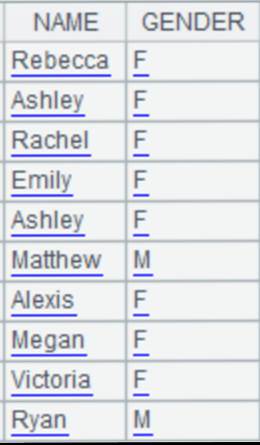 NAME GENDER
Rebecca F
Ashley F
Rachel F
Emily F
Ashley F
Matthew M
Alexis F
Megan F
Victoria F
Ryan M